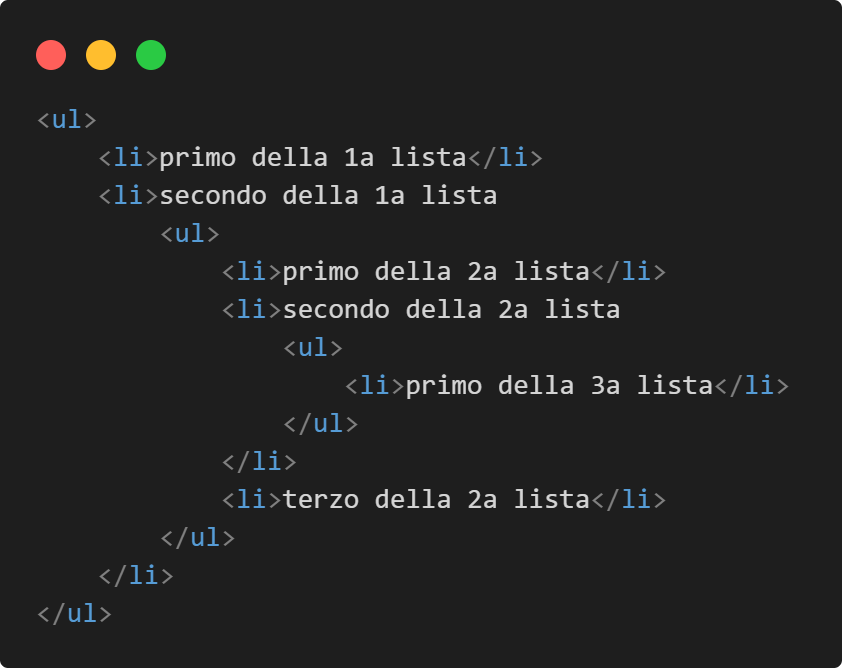 <ul>
    <li>primo della 1a lista</li>
    <li>secondo della 1a lista
        <ul>
            <li>primo della 2a lista</li>
            <li>secondo della 2a lista
                <ul>
                    <li>primo della 3a lista</li>
                </ul>
            </li>
            <li>terzo della 2a lista</li>
        </ul>
    </li>
</ul>